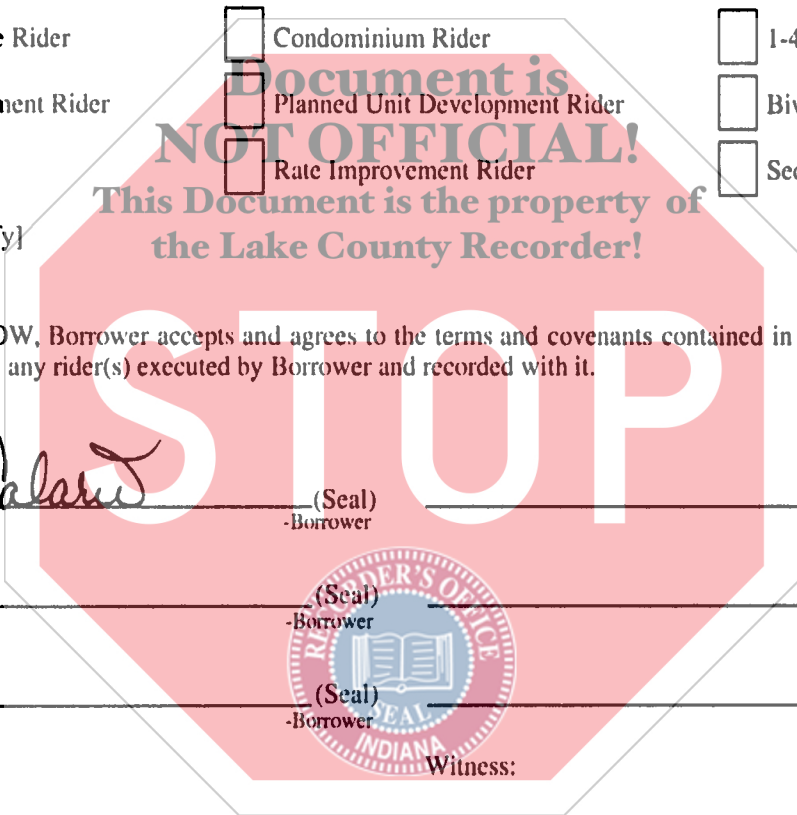 e Rider Condominium Rider 1-4
Document is
ment Rider Planned Unit Development Rider Biv
NOT OFFICIAL!
Rate Improvement Rider Sec
This Document is the property of
fy]
the Lake County Recorder!
OW, Borrower accepts and agrees to the terms and covenants contained in
any rider(s) executed by Borrower and recorded with it.
STOP
(Seal)
-Borrower
RECORDER'S OFFICE
(Seal)
-Borrower
(Seal)
SEAL
-Borrower
INDIANA
Witness: